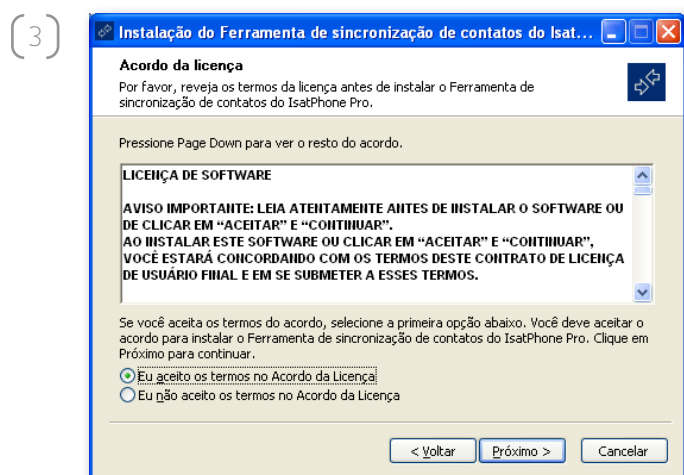 (3)
Instalação do Ferramenta de sincronização de contatos do Isat...
Acordo da licença
Por favor, reveja os termos da licença antes de instalar o Ferramenta de
sincronização de contatos do IsatPhone Pro.
Pressione Page Down para ver o resto do acordo.
LICENÇA DE SOFTWARE
AVISO IMPORTANTE: LEIA ATENTAMENTE ANTES DE INSTALAR O SOFTWARE OU
DE CLICAR EM “ACEITAR” E “CONTINUAR”.
AO INSTALAR ESTE SOFTWARE OU CLICAR EM “ACEITAR” E “CONTINUAR”,
VOCÊ ESTARÁ CONCORDANDO COM OS TERMOS DESTE CONTRATO DE LICENÇA
DE USUÁRIO FINAL E EM SE SUBMETER A ESSES TERMOS.
Se você aceita os termos do acordo, selecione a primeira opção abaixo. Você deve aceitar o
acordo para instalar o Ferramenta de sincronização de contatos do IsatPhone Pro. Clique em
Próximo para continuar.
Eu aceito os termos no Acordo da Licença
Eu não aceito os termos no Acordo da Licença
< Voltar Próximo > Cancelar